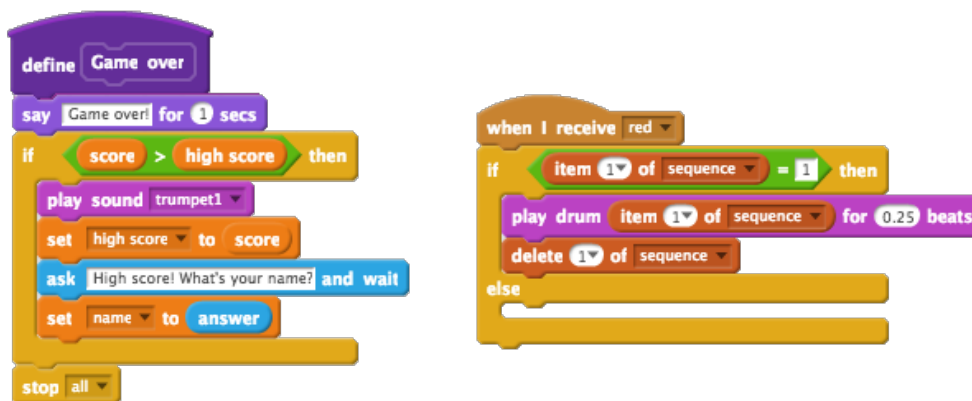 define Game over
say Game over! for 1 secs
if score > high score then
play sound trumpet1
set high score to score
ask High score! What's your name? and wait
set name to answer
stop all
when I receive red
if item 1 of sequence = 1 then
play drum item 1 of sequence for 0.25 beats
delete 1 of sequence
else